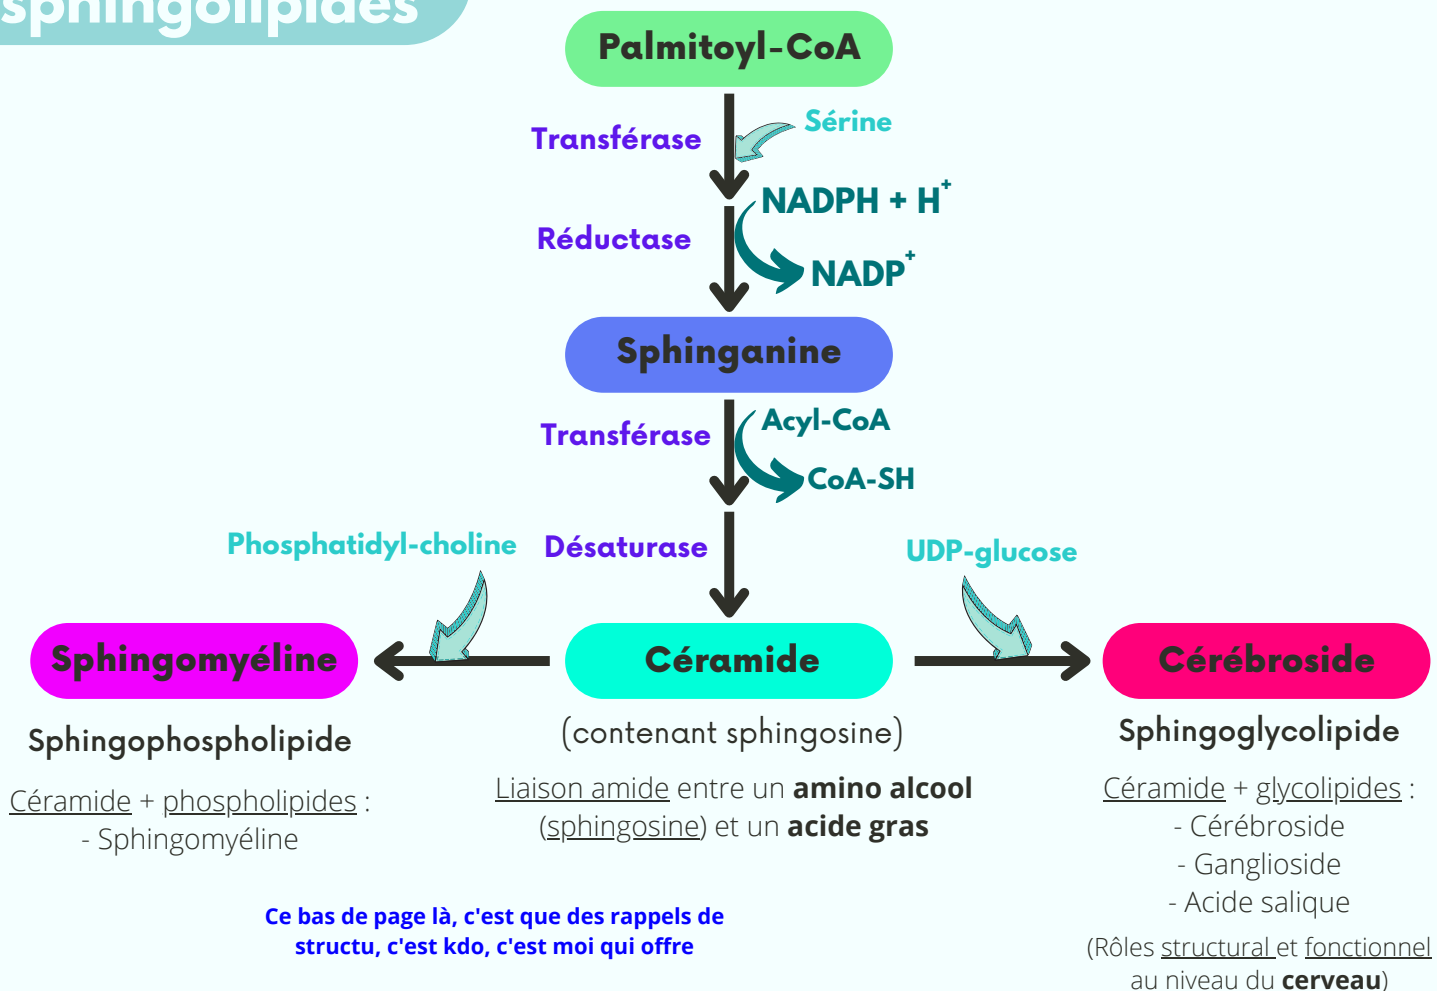 sphingolipides
Palmitoyl-CoA
Transférase
Sérine
NADPH + H+
Réductase
NADP+
Sphinganine
Transférase
Acyl-CoA
CoA-SH
Phosphatidyl-choline
Désaturase
UDP-glucose
Sphingomyéline
Céramide
Cérébroside
Sphingophospholipide
(contenant sphingosine)
Sphingoglycolipide
Céramide + phospholipides :
- Sphingomyéline
Liaison amide entre un amino alcool
(sphingosine) et un acide gras
Céramide + glycolipides :
- Cérébroside
- Ganglioside
- Acide salique
(Rôles structural et fonctionnel
au niveau du cerveau)
Ce bas de page là, c'est que des rappels de
structu, c'est kdo, c'est moi qui offre